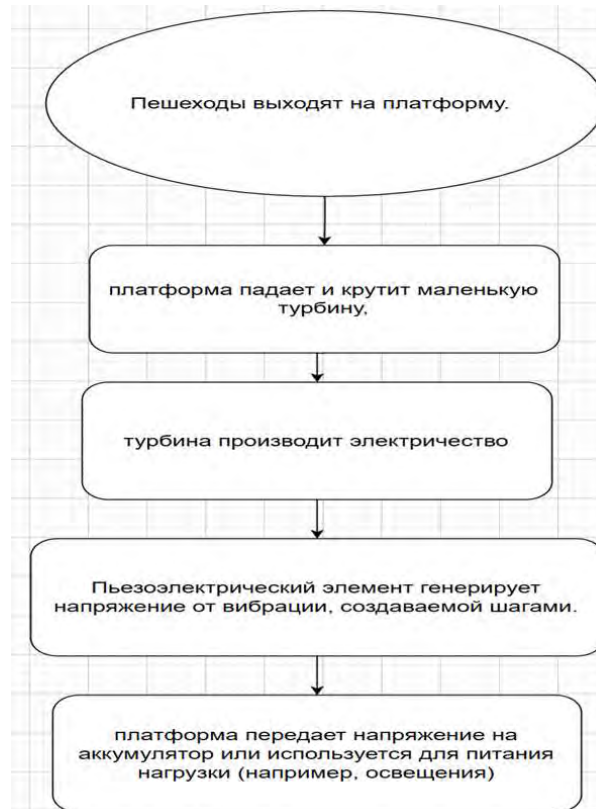 Пешеходы выходят на платформу.
платформа падает и крутит маленькую
турбину,
турбина производит электричество
Пьезоэлектрический элемент генерирует
напряжение от вибрации, создаваемой шагами.
платформа передает напряжение на
аккумулятор или используется для питания
нагрузки (например, освещения)